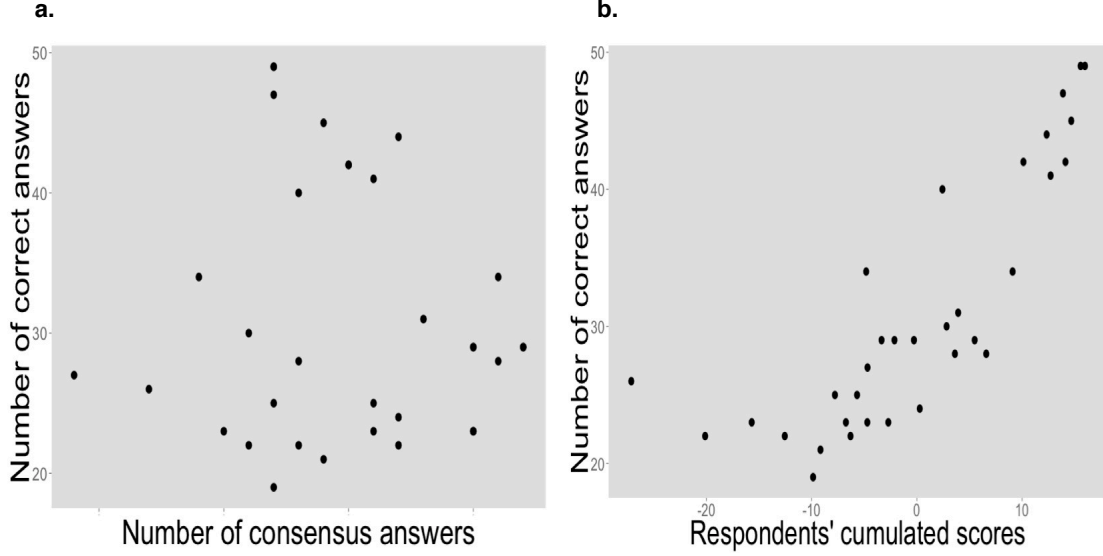 a.
b.
Number of correct answers
50
40
30
20
Number of consensus answers
Number of correct answers
50
40
30
20
-20
-10
0
10
Respondents' cumulated scores